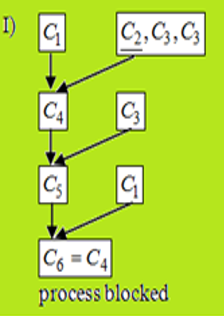 I)
C₁ C₂, C₃, C₃
C₄ C₃
C₅ C₁
C₆ = C₄
process blocked